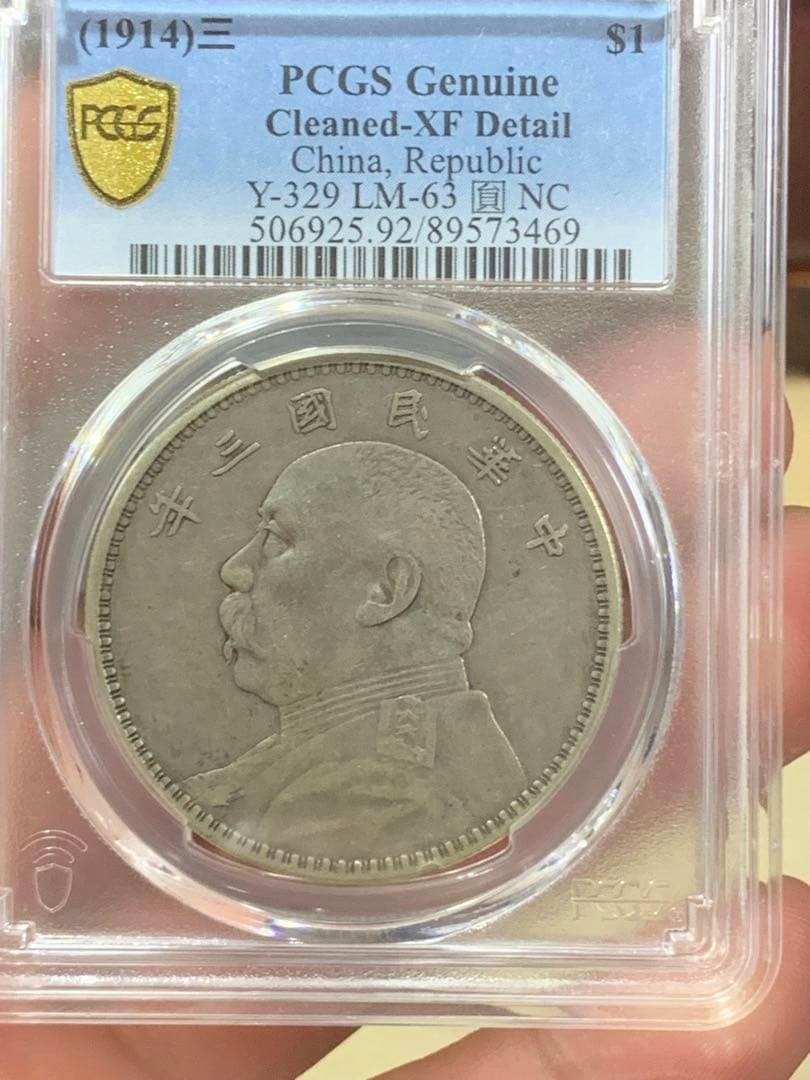 (1914)三 $1
PCGS
PCGS Genuine
Cleaned-XF Detail
China, Republic
Y-329 LM-63 圓 NC
506925.92/89573469
中華民國三年